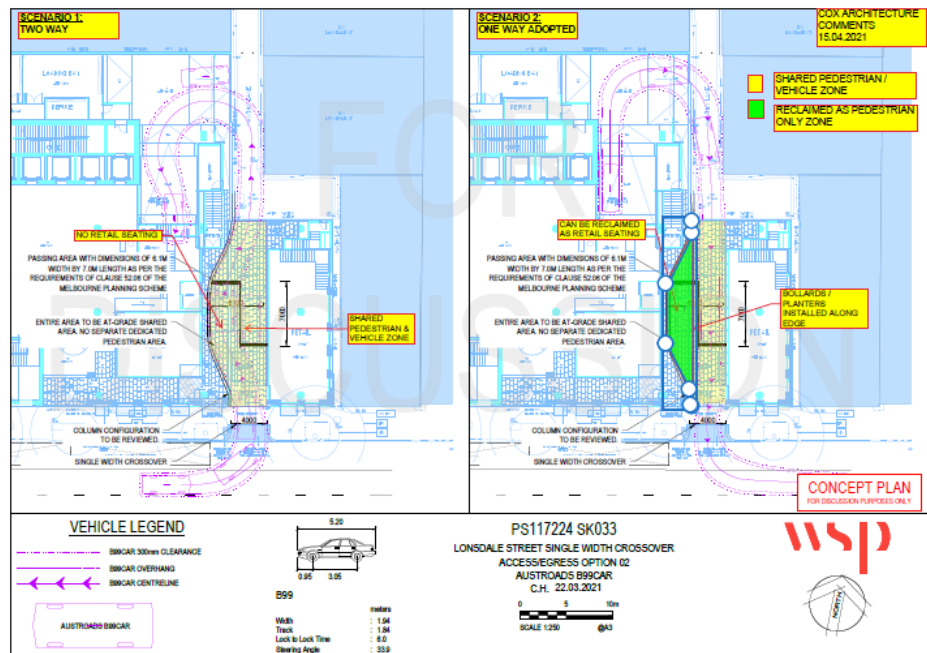 SCENARIO 1:
TWO WAY
SCENARIO 2:
ONE WAY ADOPTED
COX ARCHITECTURE
COMMENTS
15.04.2021
SHARED PEDESTRIAN /
VEHICLE ZONE
RECLAIMED AS PEDESTRIAN
ONLY ZONE
FOR
DISCUSSION
LOADING BAY
LOADING BAY
NO RETAIL SEATING
PASSING AREA WITH DIMENSIONS OF 6.1M
WIDTH BY 7.0M LENGTH AS PER THE
REQUIREMENTS OF CLAUSE 52.06 OF THE
MELBOURNE PLANNING SCHEME
ENTIRE AREA TO BE AT-GRADE SHARED
AREA. NO SEPARATE DEDICATED
PEDESTRIAN AREA.
7000
SHARED
PEDESTRIAN &
VEHICLE ZONE
COLUMN CONFIGURATION
TO BE REVIEWED.
4000
SINGLE WIDTH CROSSOVER
CAN BE RECLAIMED
AS RETAIL SEATING
PASSING AREA WITH DIMENSIONS OF 6.1M
WIDTH BY 7.0M LENGTH AS PER THE
REQUIREMENTS OF CLAUSE 52.06 OF THE
MELBOURNE PLANNING SCHEME
ENTIRE AREA TO BE AT-GRADE SHARED
AREA. NO SEPARATE DEDICATED
PEDESTRIAN AREA.
BOLLARDS /
PLANTERS
INSTALLED ALONG
EDGE
7000
COLUMN CONFIGURATION
TO BE REVIEWED.
4000
SINGLE WIDTH CROSSOVER
CONCEPT PLAN
FOR DISCUSSION PURPOSES ONLY
VEHICLE LEGEND
B99CAR 300mm CLEARANCE
B99CAR OVERHANG
B99CAR CENTRELINE
AUSTROADS B99CAR
5.20
0.95
3.05
B99
meters
Width : 1.94
Track : 1.84
Lock to Lock Time : 6.0
Steering Angle : 33.9
PS117224 SK033
LONSDALE STREET SINGLE WIDTH CROSSOVER
ACCESS/EGRESS OPTION 02
AUSTROADS B99CAR
C.H. 22.03.2021
0 5 10m
SCALE 1:250 @A3
wsp
NORTH